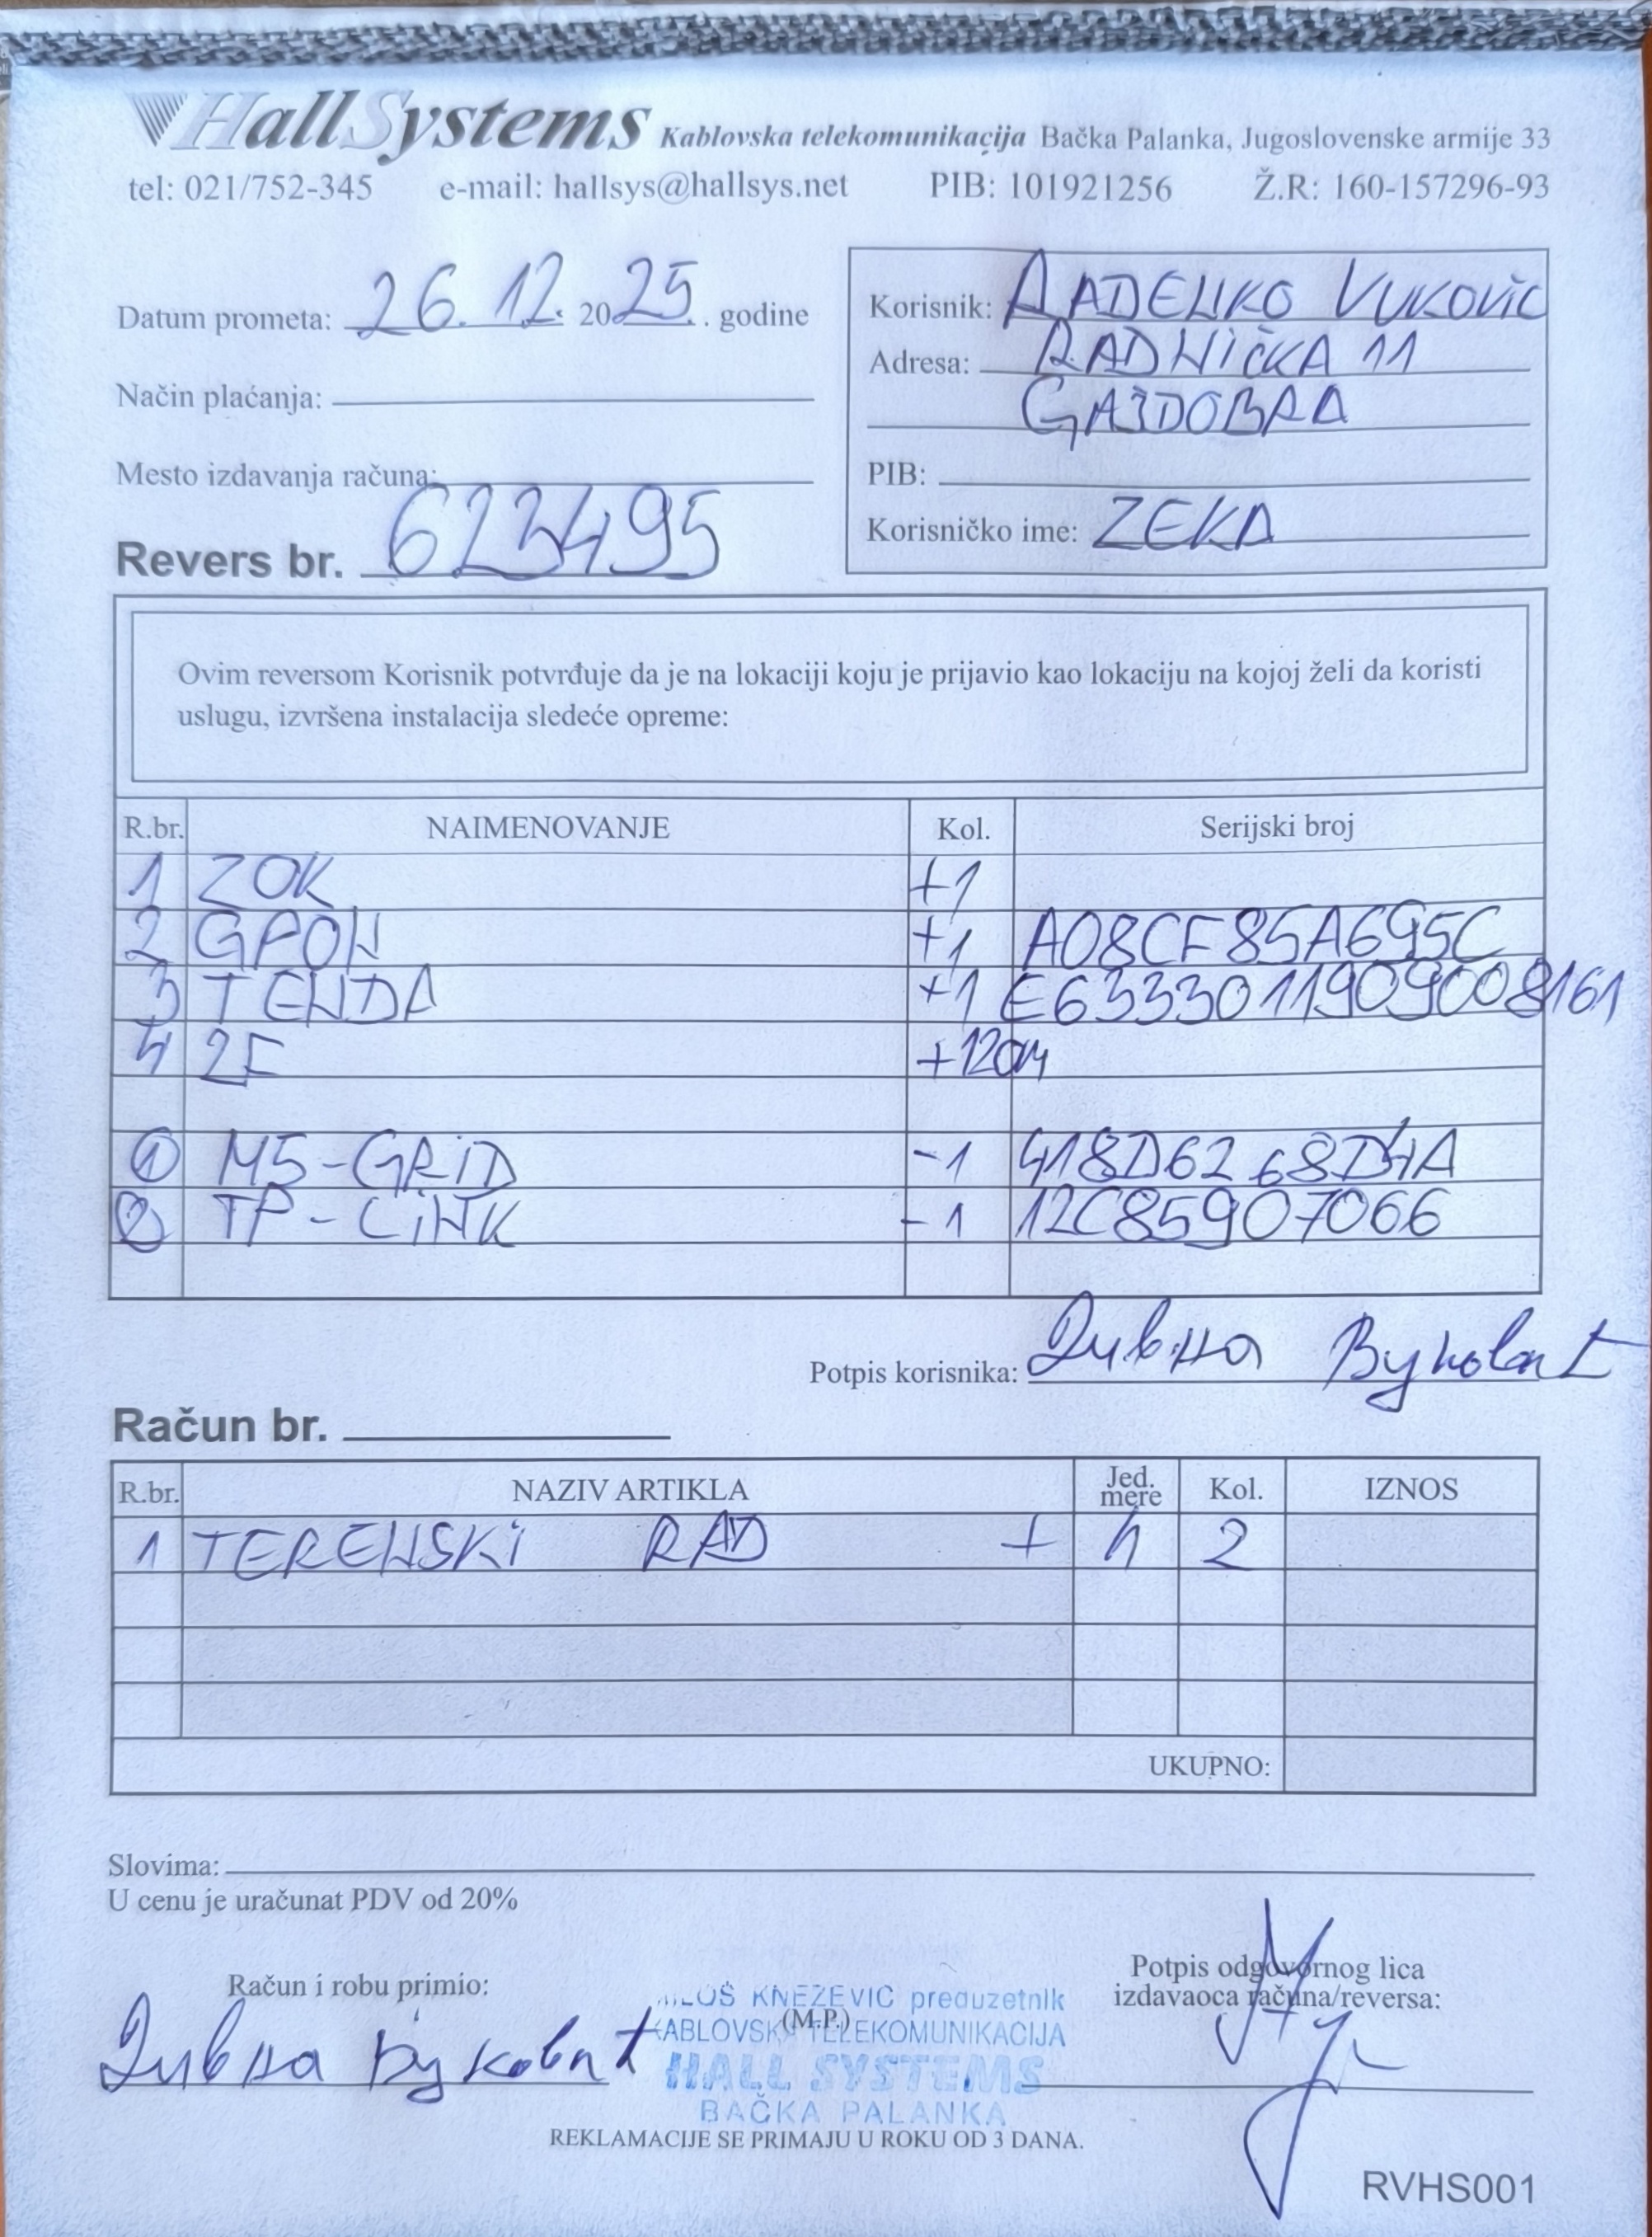 HallSystems Kablovska telekomunikacija Bačka Palanka, Jugoslovenske armije 33
tel: 021/752-345 e-mail: hallsys@hallsys.net PIB: 101921256 Ž.R: 160-157296-93
Datum prometa: 26. 12. 2025. godine
Način plaćanja:
Mesto izdavanja računa:
Revers br. 623495
Korisnik: RADENKO VUKOVIĆ
Adresa: RADNIČKA 11
GAJDOBRA
PIB:
Korisničko ime: ZEKA
Ovim reversom Korisnik potvrđuje da je na lokaciji koju je prijavio kao lokaciju na kojoj želi da koristi
uslugu, izvršena instalacija sledeće opreme:
R.br. NAIMENOVANJE Kol. Serijski broj
1 ZOK +1
2 GPON +1 A08CF85A695C
3 TENDA +1 E6333011909008161
4 2F +120m
1 M5-GRID -1 418D6268D4A
2 TP-LINK -1 12C85907066
Potpis korisnika:
Račun br.
R.br. NAZIV ARTIKLA Jed. mere Kol. IZNOS
1 TERENSKI RAD + h 2
UKUPNO:
Slovima:
U cenu je uračunat PDV od 20%
Račun i robu primio:
Potpis odgovornog lica
izdavaoca računa/reversa:
MILOŠ KNEŽEVIĆ preduzetnik
(M.P.)
KABLOVSKA TELEKOMUNIKACIJA
HALL SYSTEMS
BAČKA PALANKA
REKLAMACIJE SE PRIMAJU U ROKU OD 3 DANA.
RVHS001